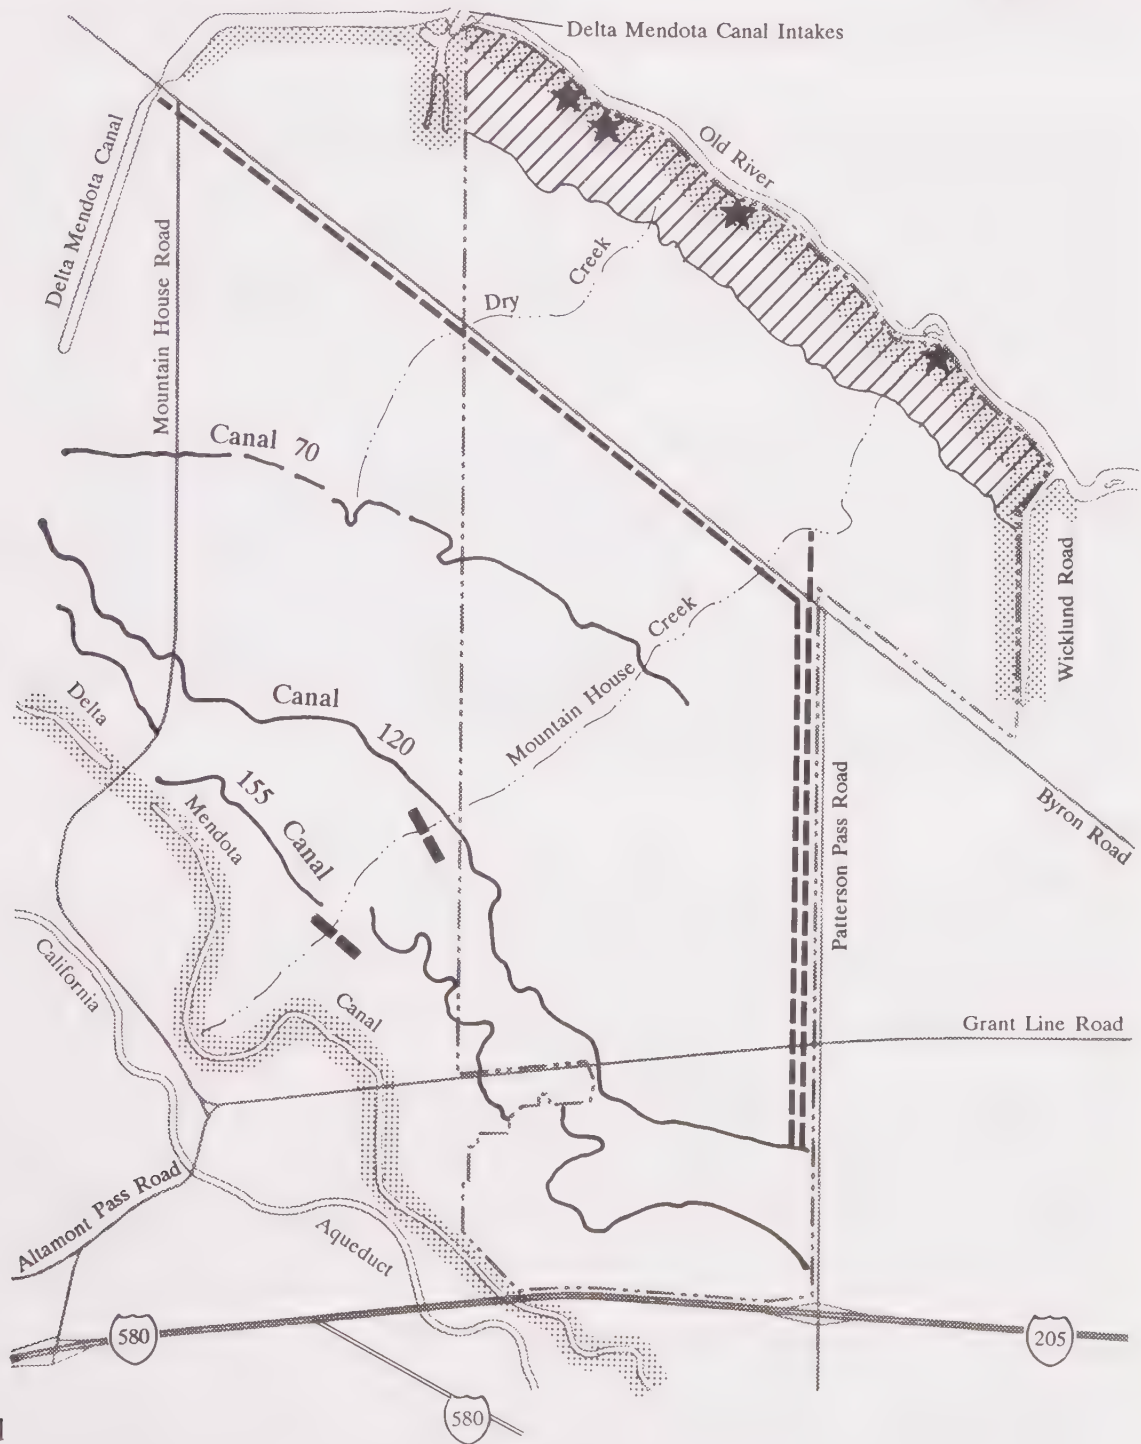 Delta Mendota Canal Intakes
Old River
Delta Mendota Canal
Mountain House Road
Dry
Creek
Canal 70
Wicklund Road
Creek
Mountain House
Delta
Canal
120
155
Canal
Mendota
Byron Road
Patterson Pass Road
California
Canal
Grant Line Road
Altamont Pass Road
Aqueduct
580
205
580